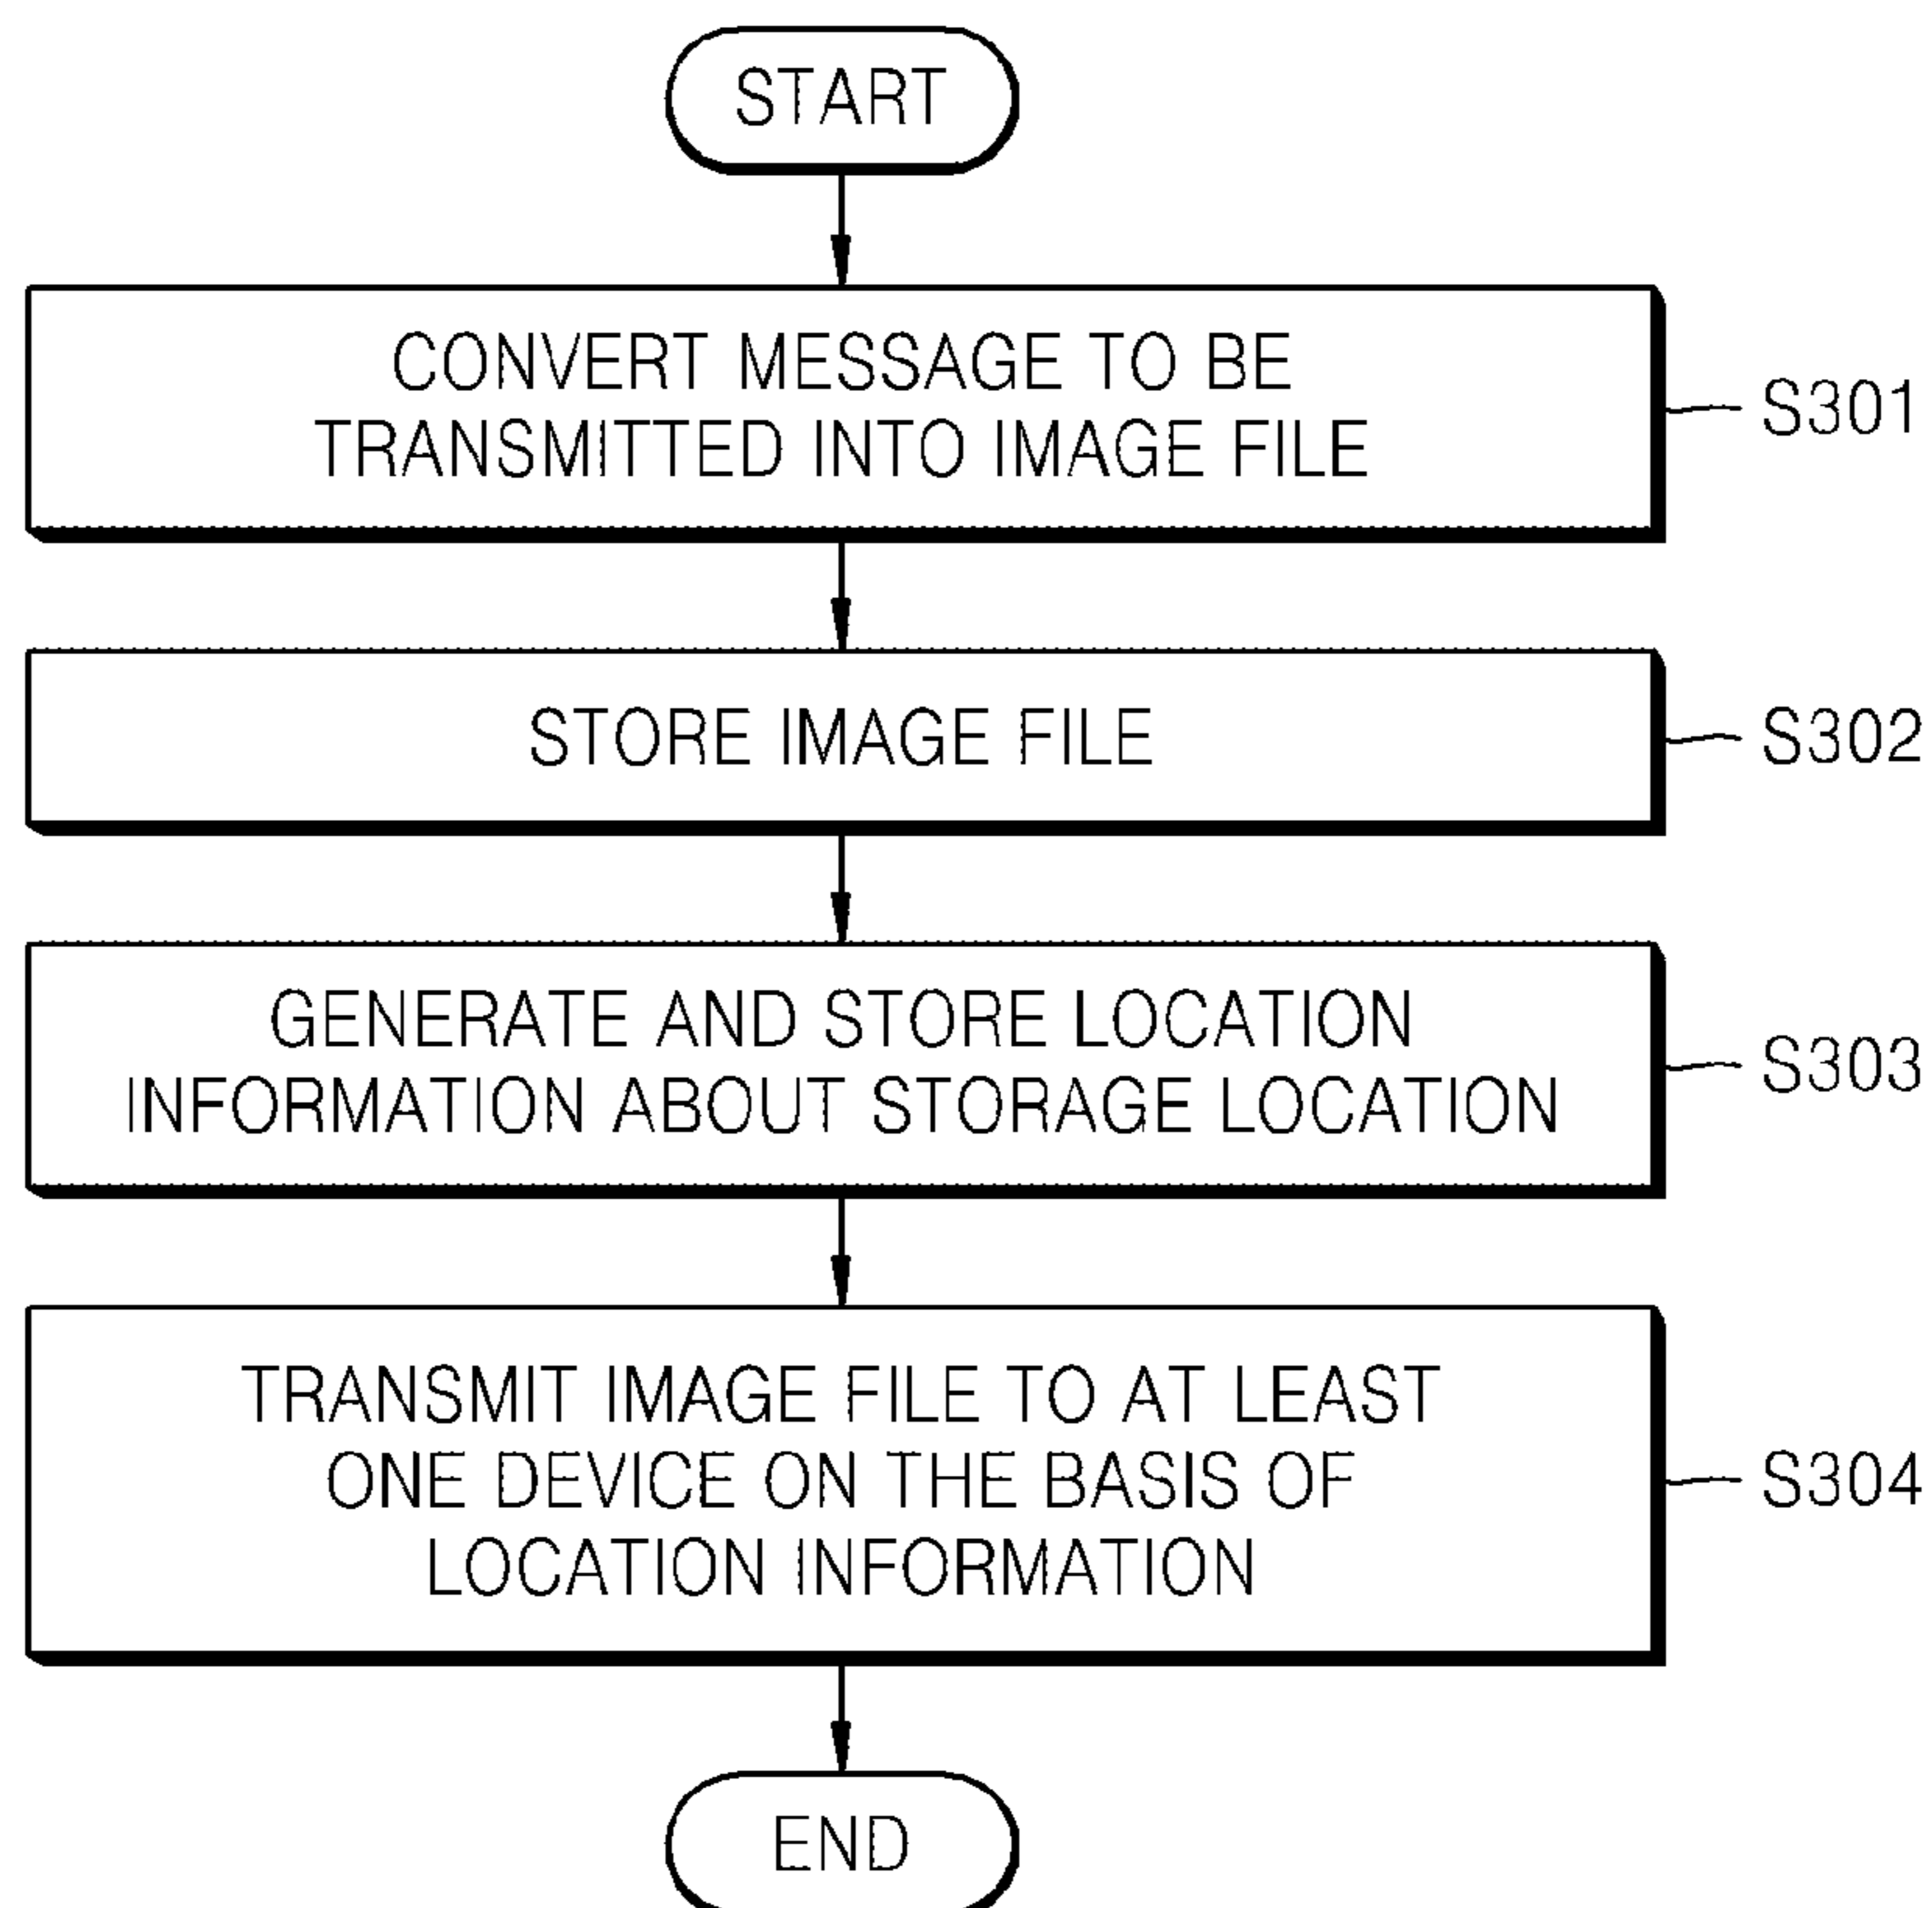 START
CONVERT MESSAGE TO BE
TRANSMITTED INTO IMAGE FILE
S301
STORE IMAGE FILE
S302
GENERATE AND STORE LOCATION
INFORMATION ABOUT STORAGE LOCATION
S303
TRANSMIT IMAGE FILE TO AT LEAST
ONE DEVICE ON THE BASIS OF
LOCATION INFORMATION
S304
END